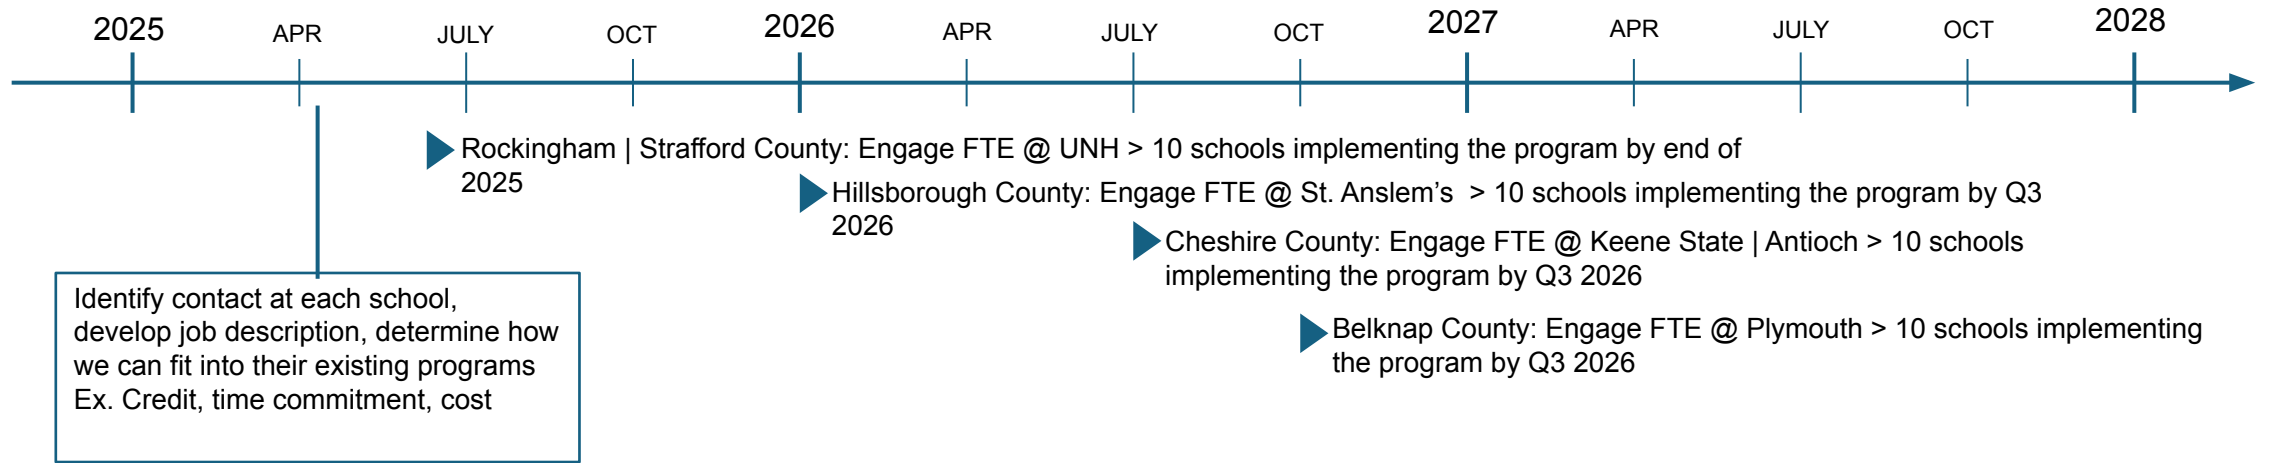 2025
APR
JULY
OCT
2026
APR
JULY
OCT
2027
APR
JULY
OCT
2028
Rockingham | Strafford County: Engage FTE @ UNH > 10 schools implementing the program by end of
2025
Hillsborough County: Engage FTE @ St. Anslem’s  > 10 schools implementing the program by Q3
2026
Cheshire County: Engage FTE @ Keene State | Antioch > 10 schools
implementing the program by Q3 2026
Belknap County: Engage FTE @ Plymouth > 10 schools implementing
the program by Q3 2026
Identify contact at each school,
develop job description, determine how
we can fit into their existing programs
Ex. Credit, time commitment, cost